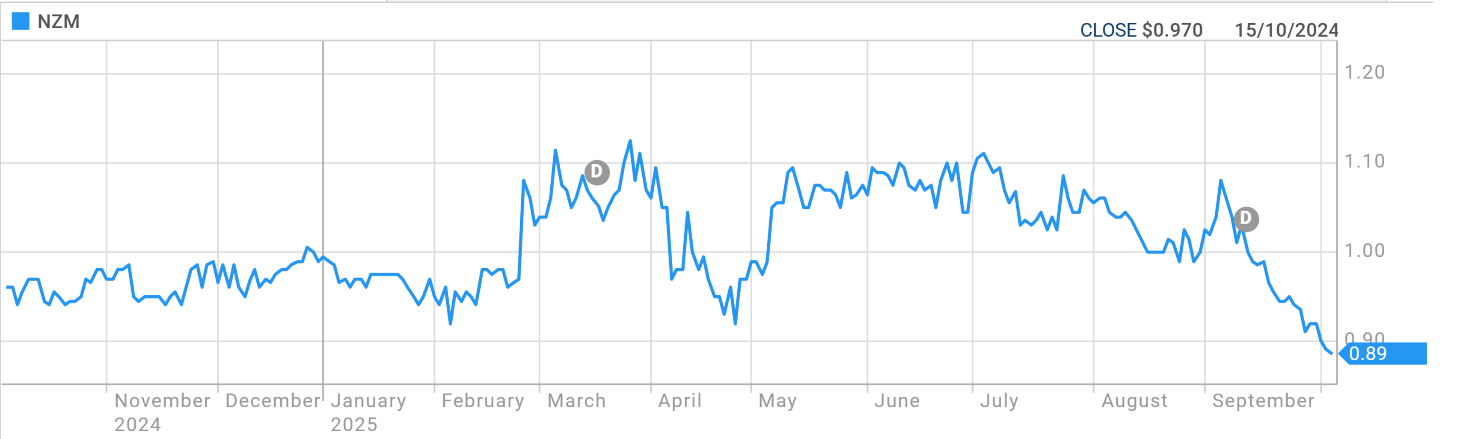 NZM
CLOSE $0.970 15/10/2024
1.20
1.10
D
D
1.00
0.90
0.89
November December January February March April May June July August September
2024 2025